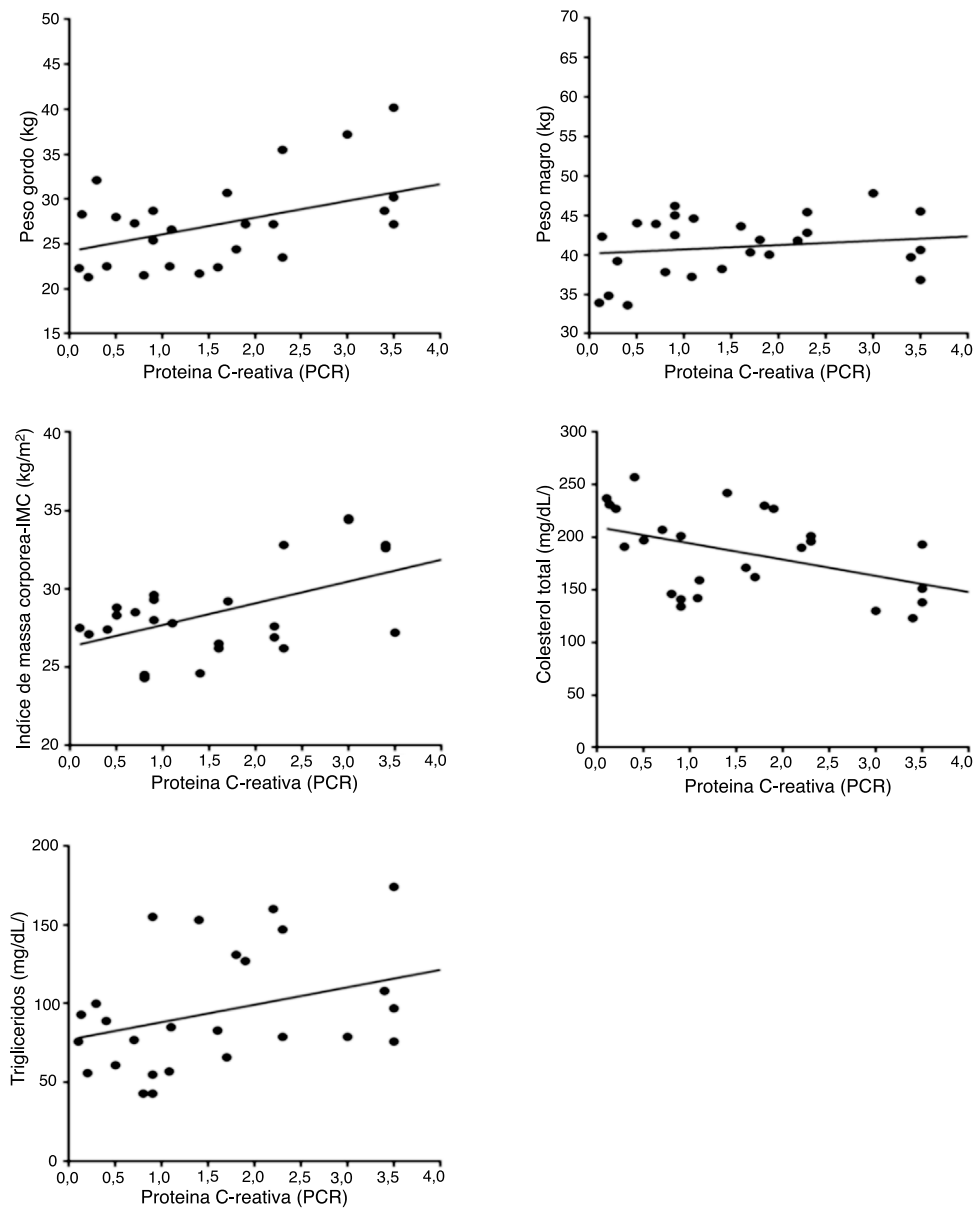 Peso gordo (kg)
50
45
40
35
30
25
20
15
0,0 0,5 1,0 1,5 2,0 2,5 3,0 3,5 4,0
Proteina C-reativa (PCR)
Peso magro (kg)
70
65
60
55
50
45
40
35
30
0,0 0,5 1,0 1,5 2,0 2,5 3,0 3,5 4,0
Proteina C-reativa (PCR)
Indíce de massa corporea-IMC (kg/m²)
40
35
30
25
20
0,0 0,5 1,0 1,5 2,0 2,5 3,0 3,5 4,0
Proteina C-reativa (PCR)
Colesterol total (mg/dL/)
300
250
200
150
100
50
0
0,0 0,5 1,0 1,5 2,0 2,5 3,0 3,5 4,0
Proteina C-reativa (PCR)
Trigliceridos (mg/dL/)
200
150
100
50
0
0,0 0,5 1,0 1,5 2,0 2,5 3,0 3,5 4,0
Proteina C-reativa (PCR)